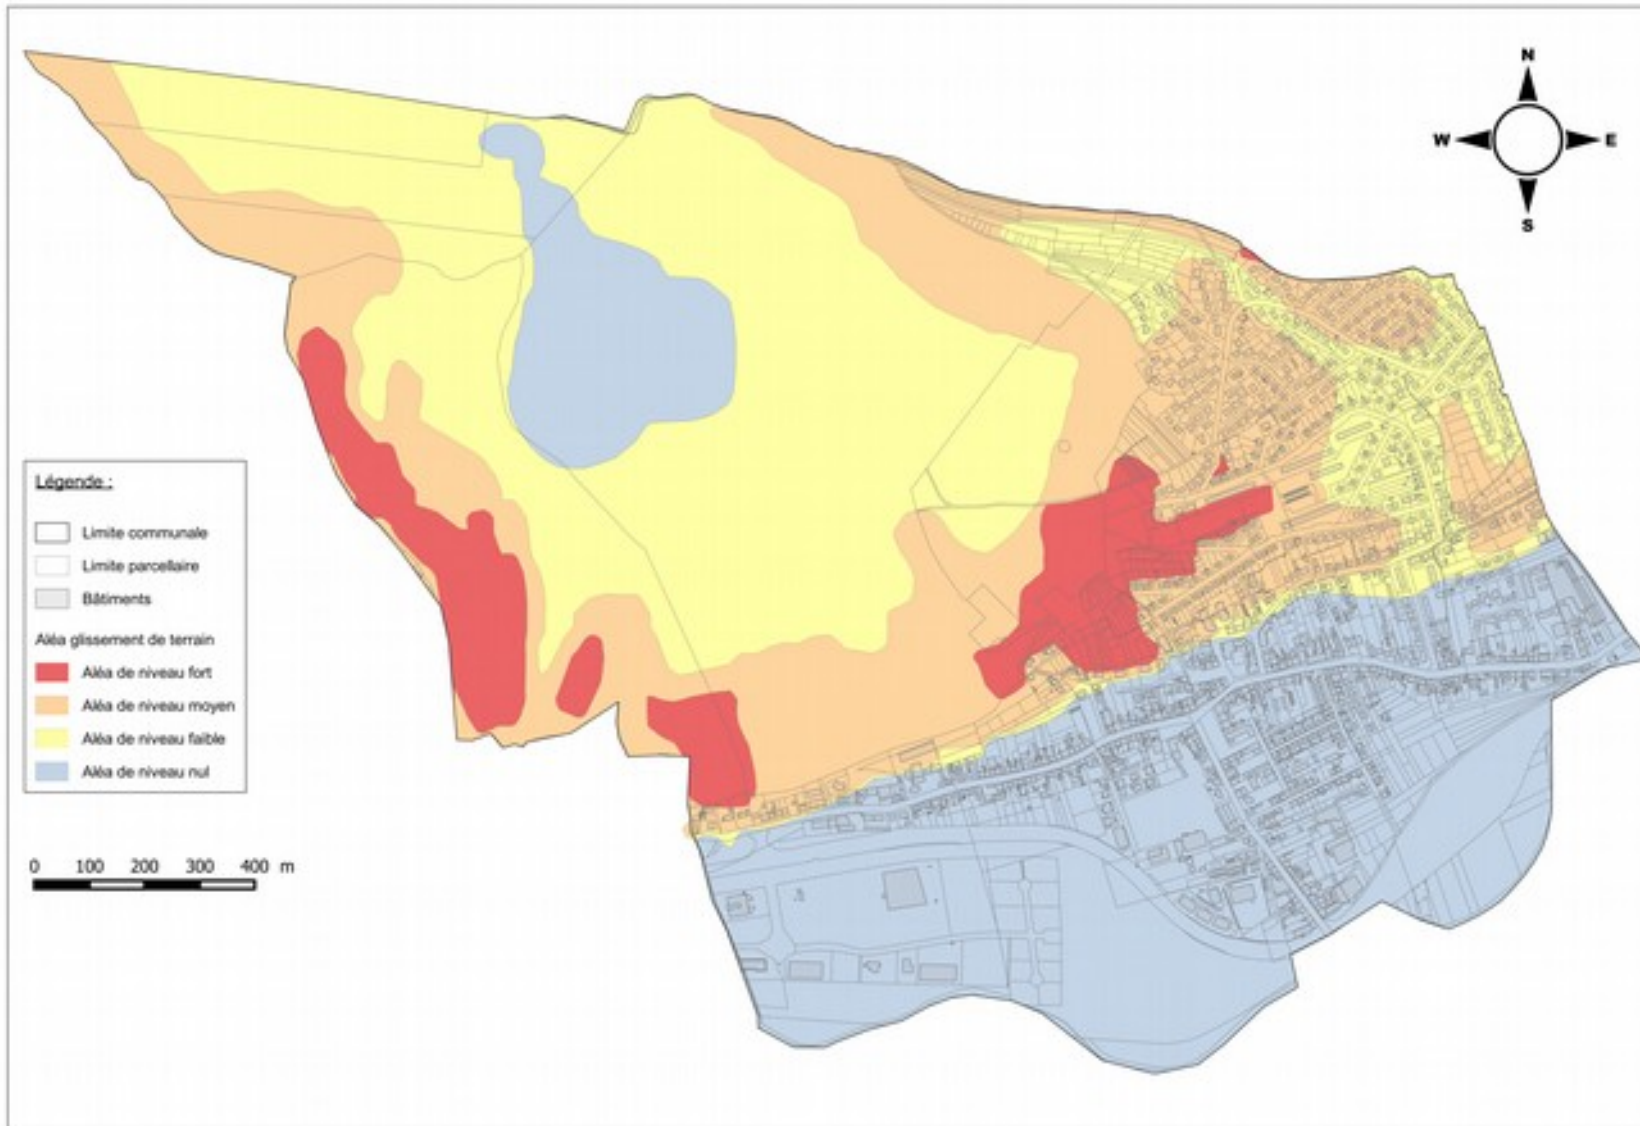 N
W
E
S
Légende :
Limite communale
Limite parcellaire
Bâtiments
Aléa glissement de terrain
Aléa de niveau fort
Aléa de niveau moyen
Aléa de niveau faible
Aléa de niveau nul
0 100 200 300 400 m